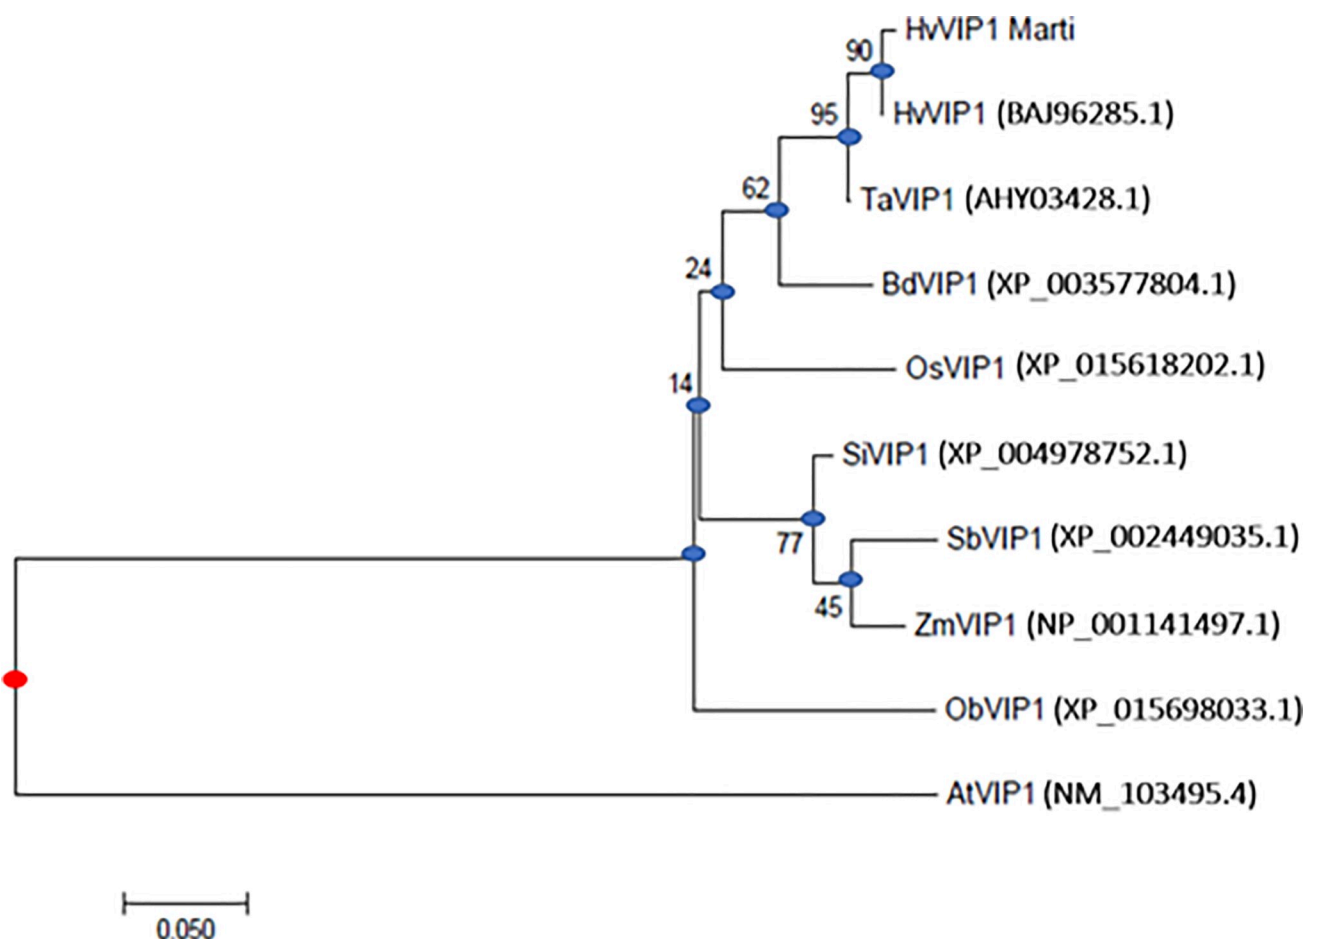 HvVIP1 Marti
90
HvVIP1 (BAJ96285.1)
95
TaVIP1 (AHY03428.1)
62
BdVIP1 (XP_003577804.1)
24
OsVIP1 (XP_015618202.1)
14
SiVIP1 (XP_004978752.1)
SbVIP1 (XP_002449035.1)
77
45
ZmVIP1 (NP_001141497.1)
ObVIP1 (XP_015698033.1)
AtVIP1 (NM_103495.4)
0.050